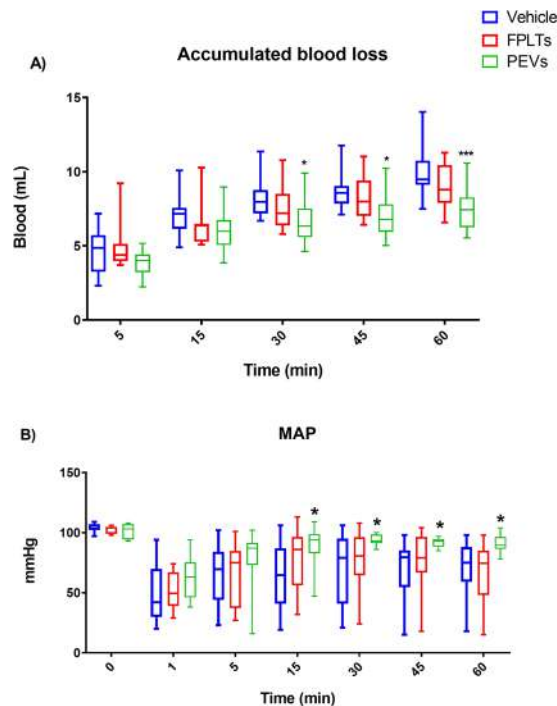 Vehicle
FPLTs
PEVs
A)
Accumulated blood loss
15
10
5
0
Blood (mL)
* * ***
5 15 30 45 60
Time (min)
B)
MAP
150
100
50
0
mmHg
* * * *
0 1 5 15 30 45 60
Time (min)